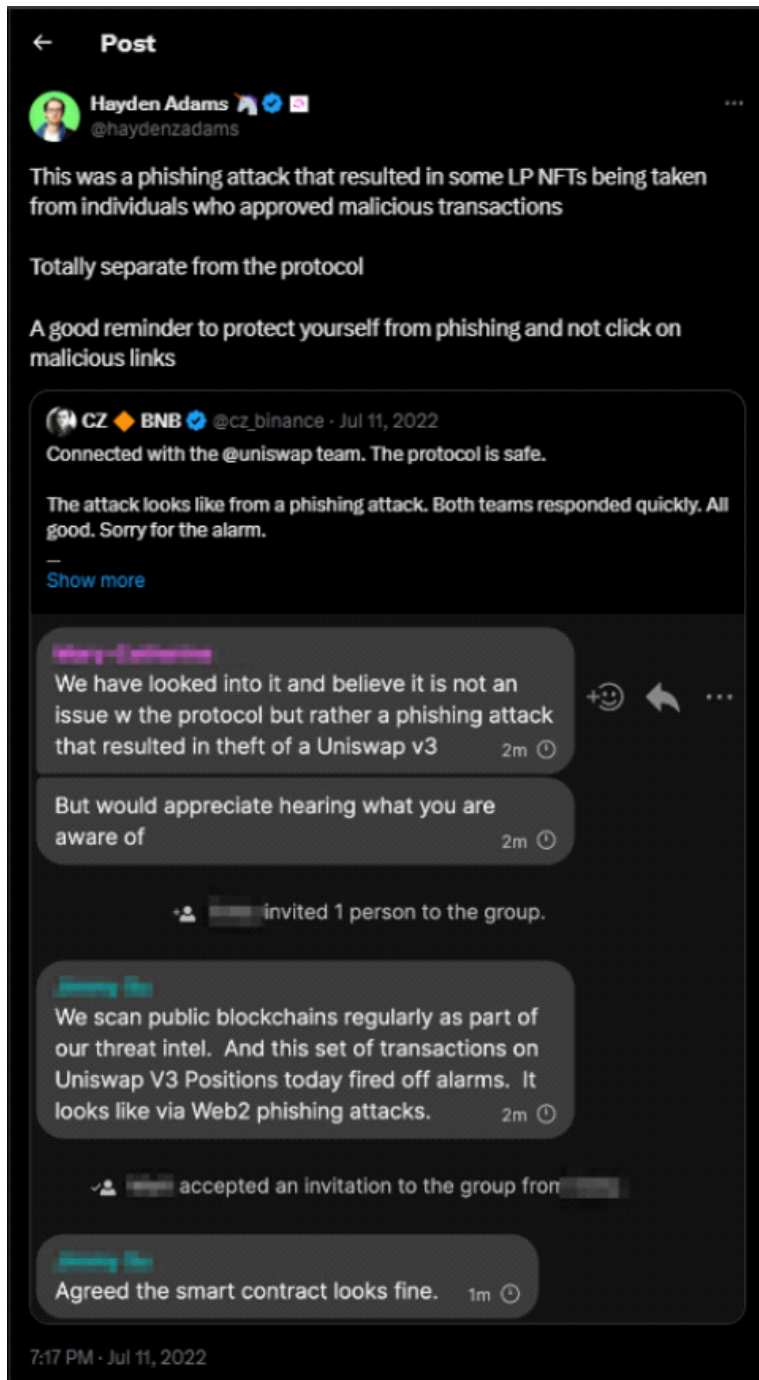 Post
Hayden Adams
@haydenzadams
This was a phishing attack that resulted in some LP NFTs being taken
from individuals who approved malicious transactions
Totally separate from the protocol
A good reminder to protect yourself from phishing and not click on
malicious links
CZ 🔶 BNB @cz_binance · Jul 11, 2022
Connected with the @uniswap team. The protocol is safe.
The attack looks like from a phishing attack. Both teams responded quickly. All
good. Sorry for the alarm.
—
Show more
We have looked into it and believe it is not an
issue w the protocol but rather a phishing attack
that resulted in theft of a Uniswap v3 2m
But would appreciate hearing what you are
aware of 2m
invited 1 person to the group.
We scan public blockchains regularly as part of
our threat intel. And this set of transactions on
Uniswap V3 Positions today fired off alarms. It
looks like via Web2 phishing attacks. 2m
accepted an invitation to the group from
Agreed the smart contract looks fine. 1m
7:17 PM · Jul 11, 2022